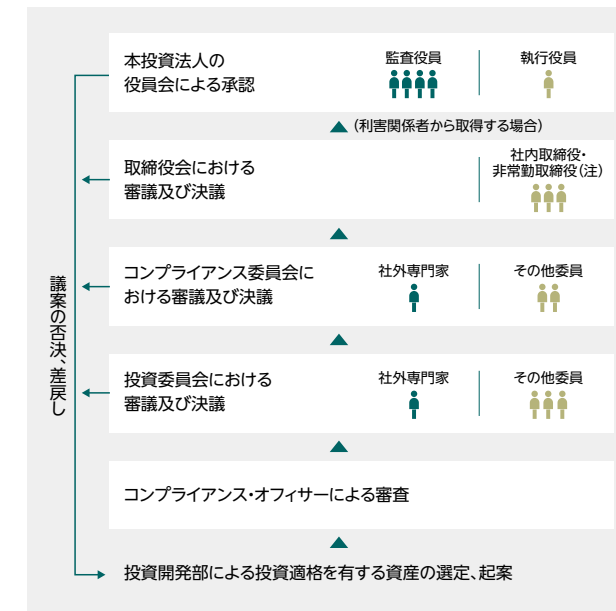 本投資法人の
役員会による承認
監査役員
執行役員
(利害関係者から取得する場合)
取締役会における
審議及び決議
社内取締役・
非常勤取締役(注)
コンプライアンス委員会に
おける審議及び決議
社外専門家
その他委員
投資委員会における
審議及び決議
社外専門家
その他委員
コンプライアンス・オフィサーによる審査
投資開発部による投資適格を有する資産の選定、起案
議案の否決、差戻し